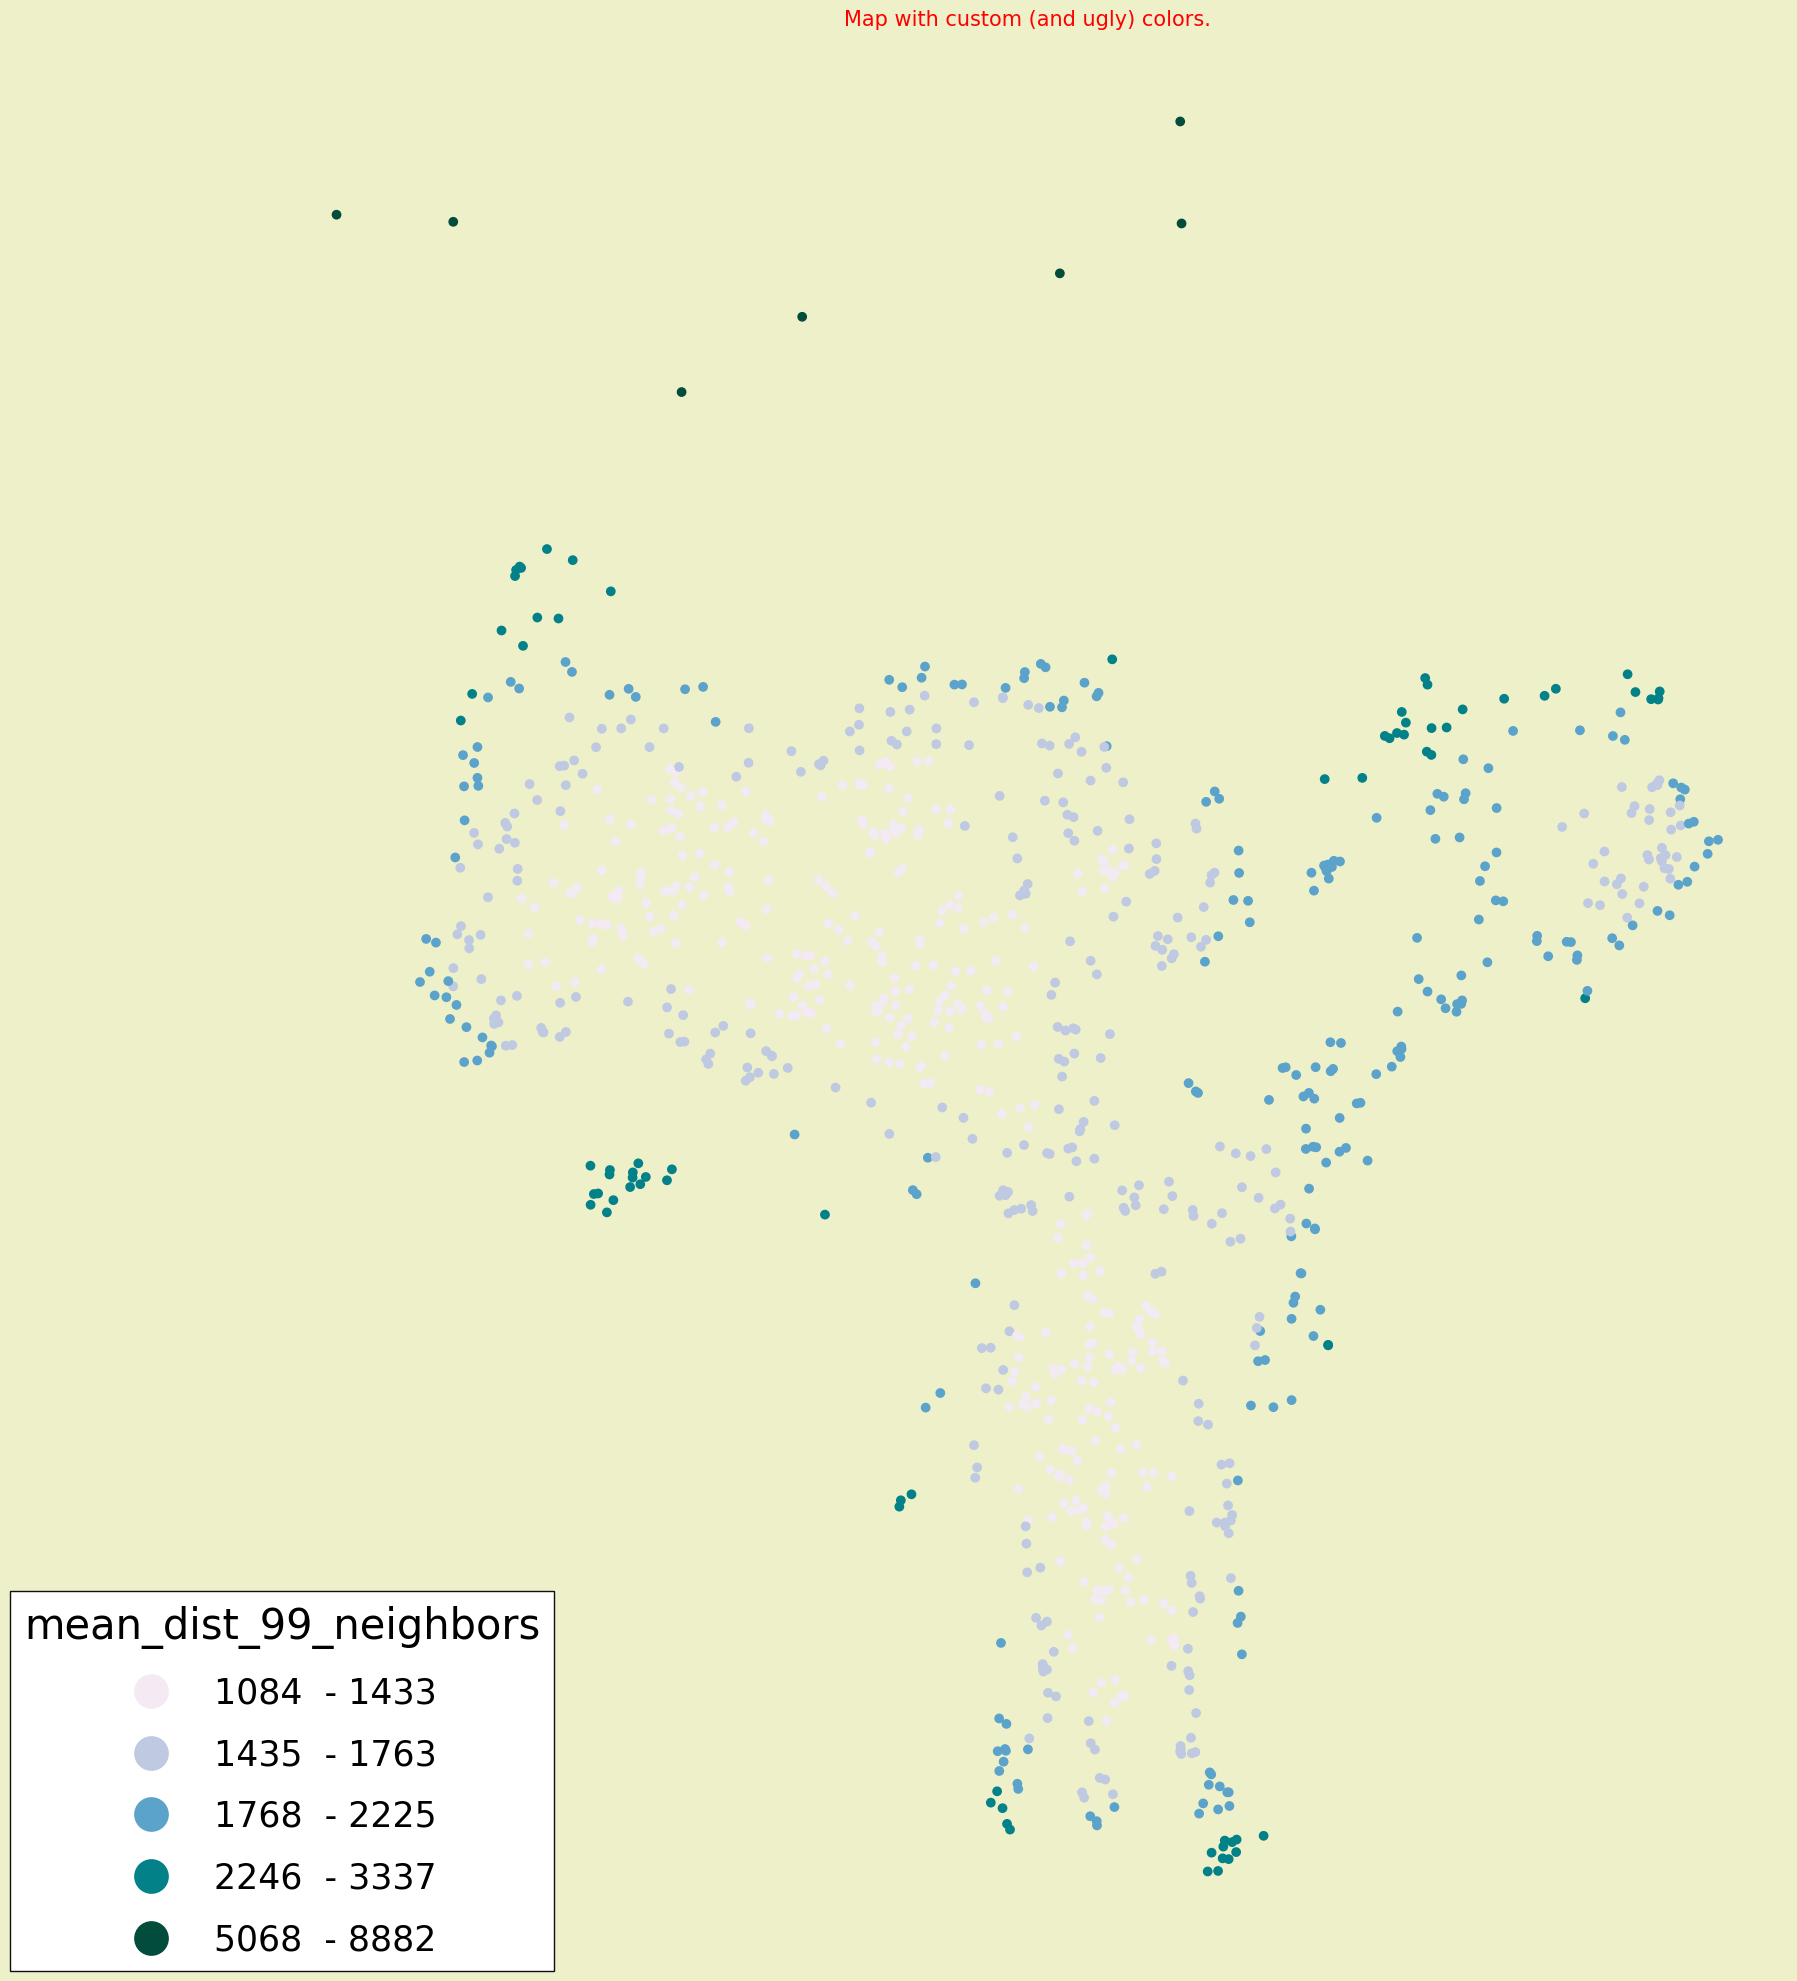 Map with custom (and ugly) colors.
mean_dist_99_neighbors
1084 - 1433
1435 - 1763
1768 - 2225
2246 - 3337
5068 - 8882